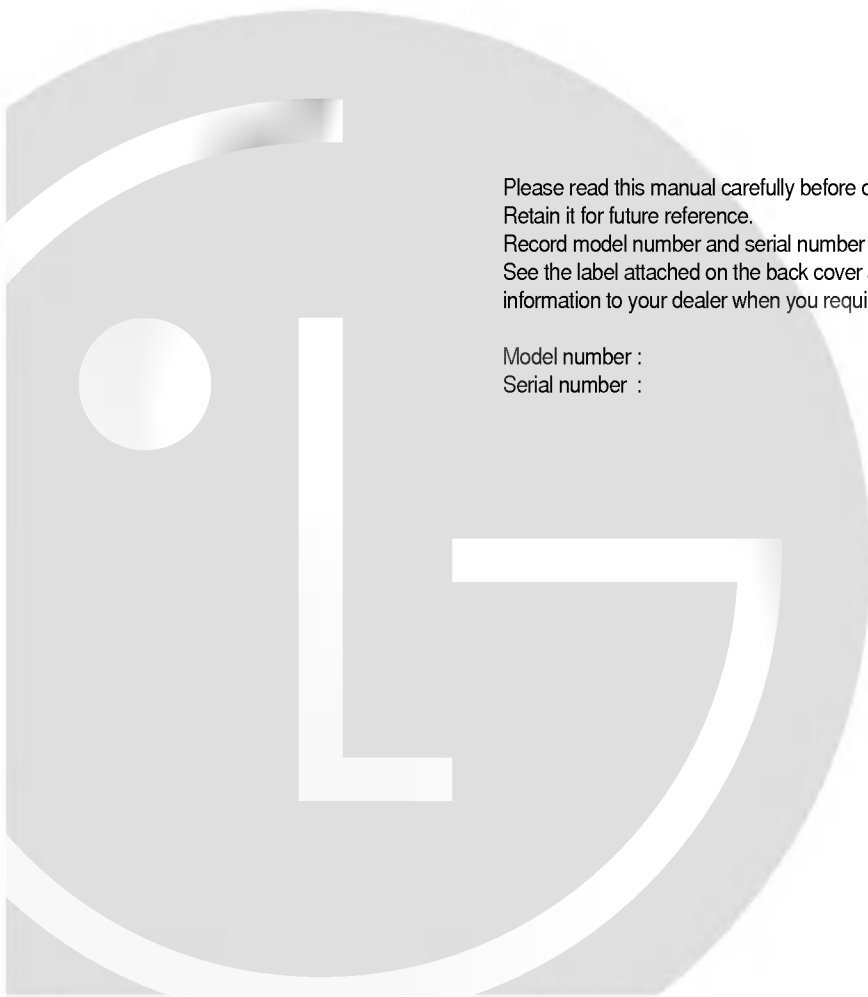 Please read this manual carefully before
Retain it for future reference.
Record model number and serial number
See the label attached on the back cover
information to your dealer when you requi
Model number :
Serial number :